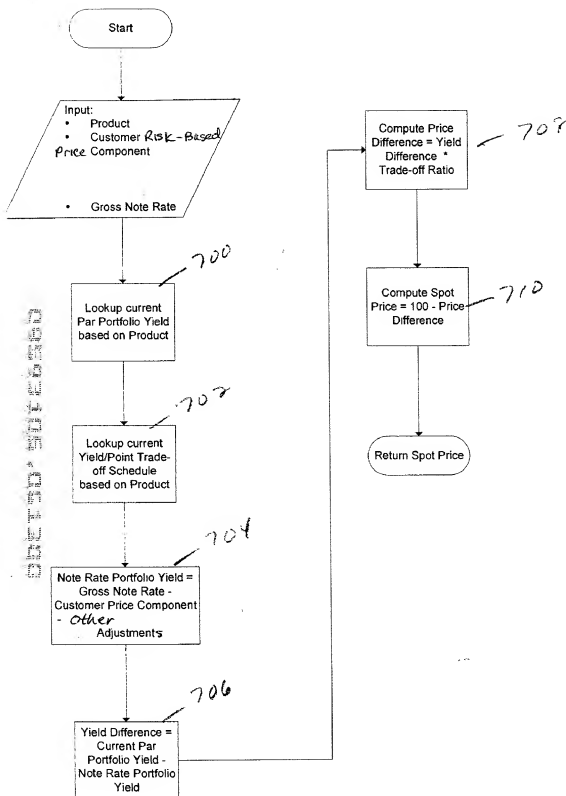 Start
Input:
• Product
• Customer Risk-Based
Price Component
• Gross Note Rate
700
Lookup current
Par Portfolio Yield
based on Product
702
Lookup current
Yield/Point Trade-
off Schedule
based on Product
704
Note Rate Portfolio Yield =
Gross Note Rate -
Customer Price Component
- Other
Adjustments
706
Yield Difference =
Current Par
Portfolio Yield -
Note Rate Portfolio
Yield
708
Compute Price
Difference = Yield
Difference *
Trade-off Ratio
710
Compute Spot
Price = 100 - Price
Difference
Return Spot Price